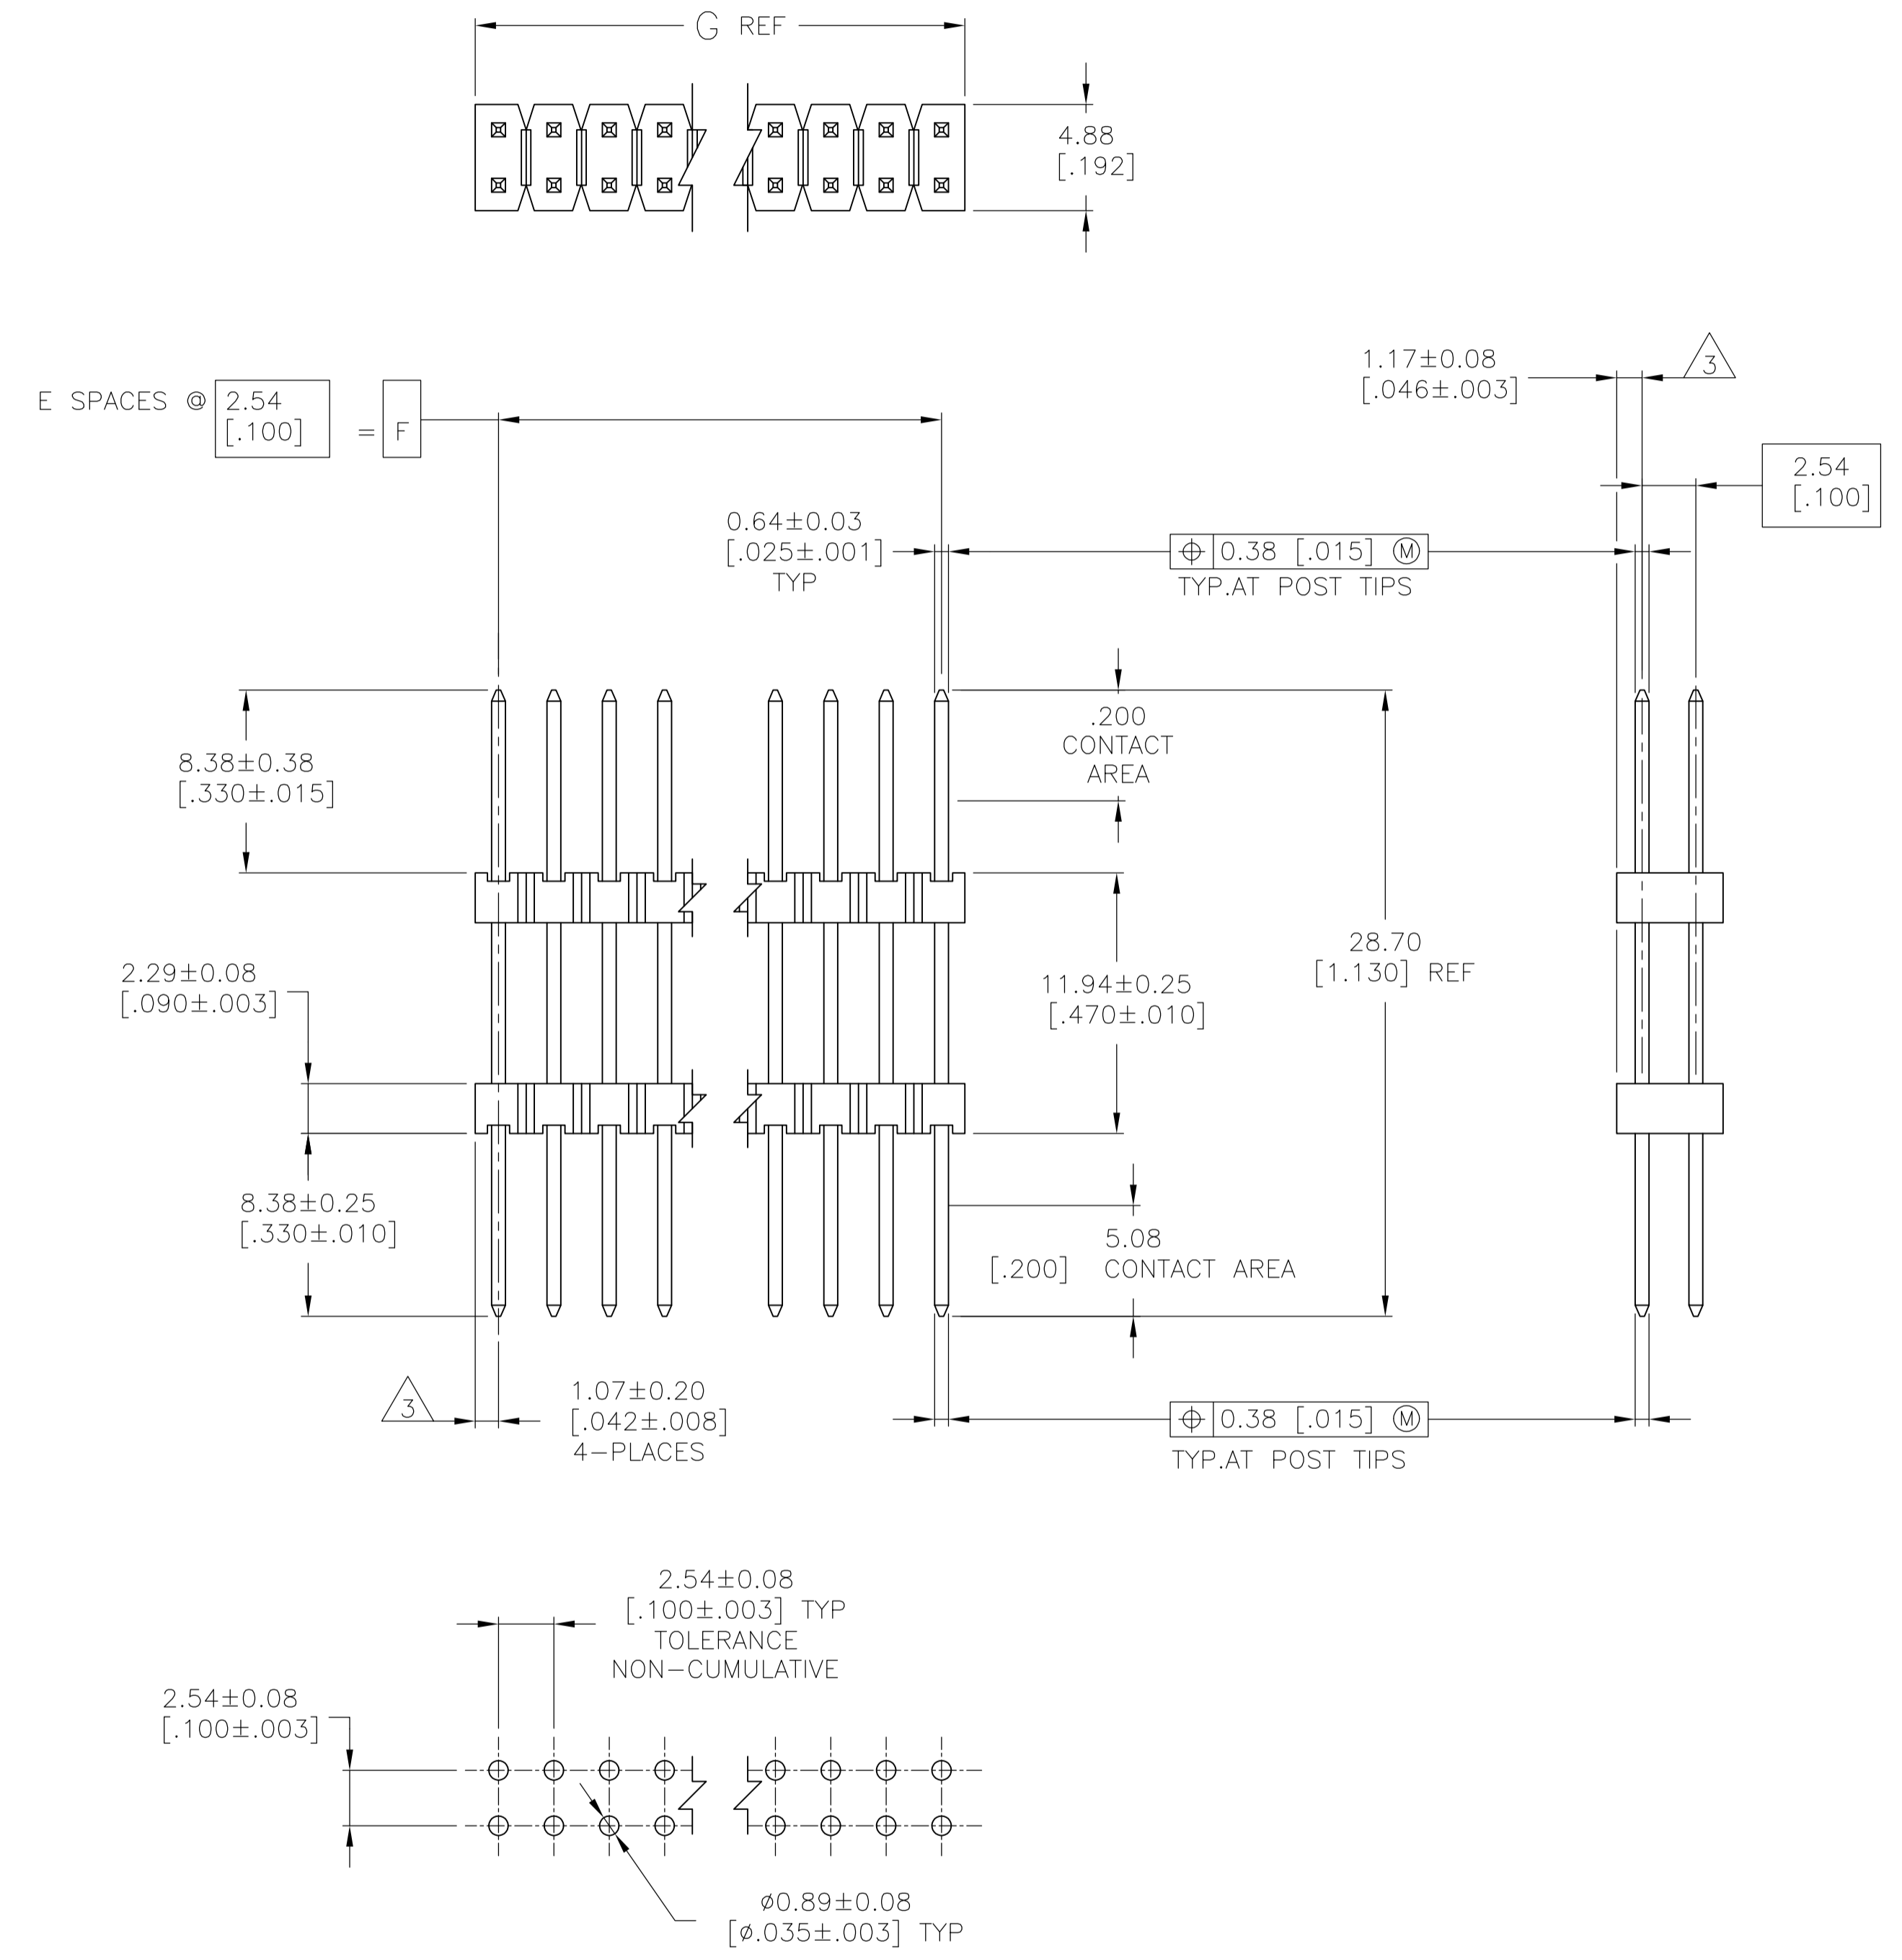 G REF
4.88
[.192]
1.17±0.08
[.046±.003]
3
E SPACES @ 2.54
[.100] = F
2.54
[.100]
0.64±0.03
[.025±.001]
TYP
0.38 [.015] Ⓜ
TYP.AT POST TIPS
.200
CONTACT
AREA
8.38±0.38
[.330±.015]
28.70
[1.130] REF
2.29±0.08
[.090±.003]
11.94±0.25
[.470±.010]
8.38±0.25
[.330±.010]
5.08
[.200] CONTACT AREA
3
1.07±0.20
[.042±.008]
4-PLACES
0.38 [.015] Ⓜ
TYP.AT POST TIPS
2.54±0.08
[.100±.003] TYP
TOLERANCE
NON-CUMULATIVE
2.54±0.08
[.100±.003]
ø0.89±0.08
[ø.035±.003] TYP